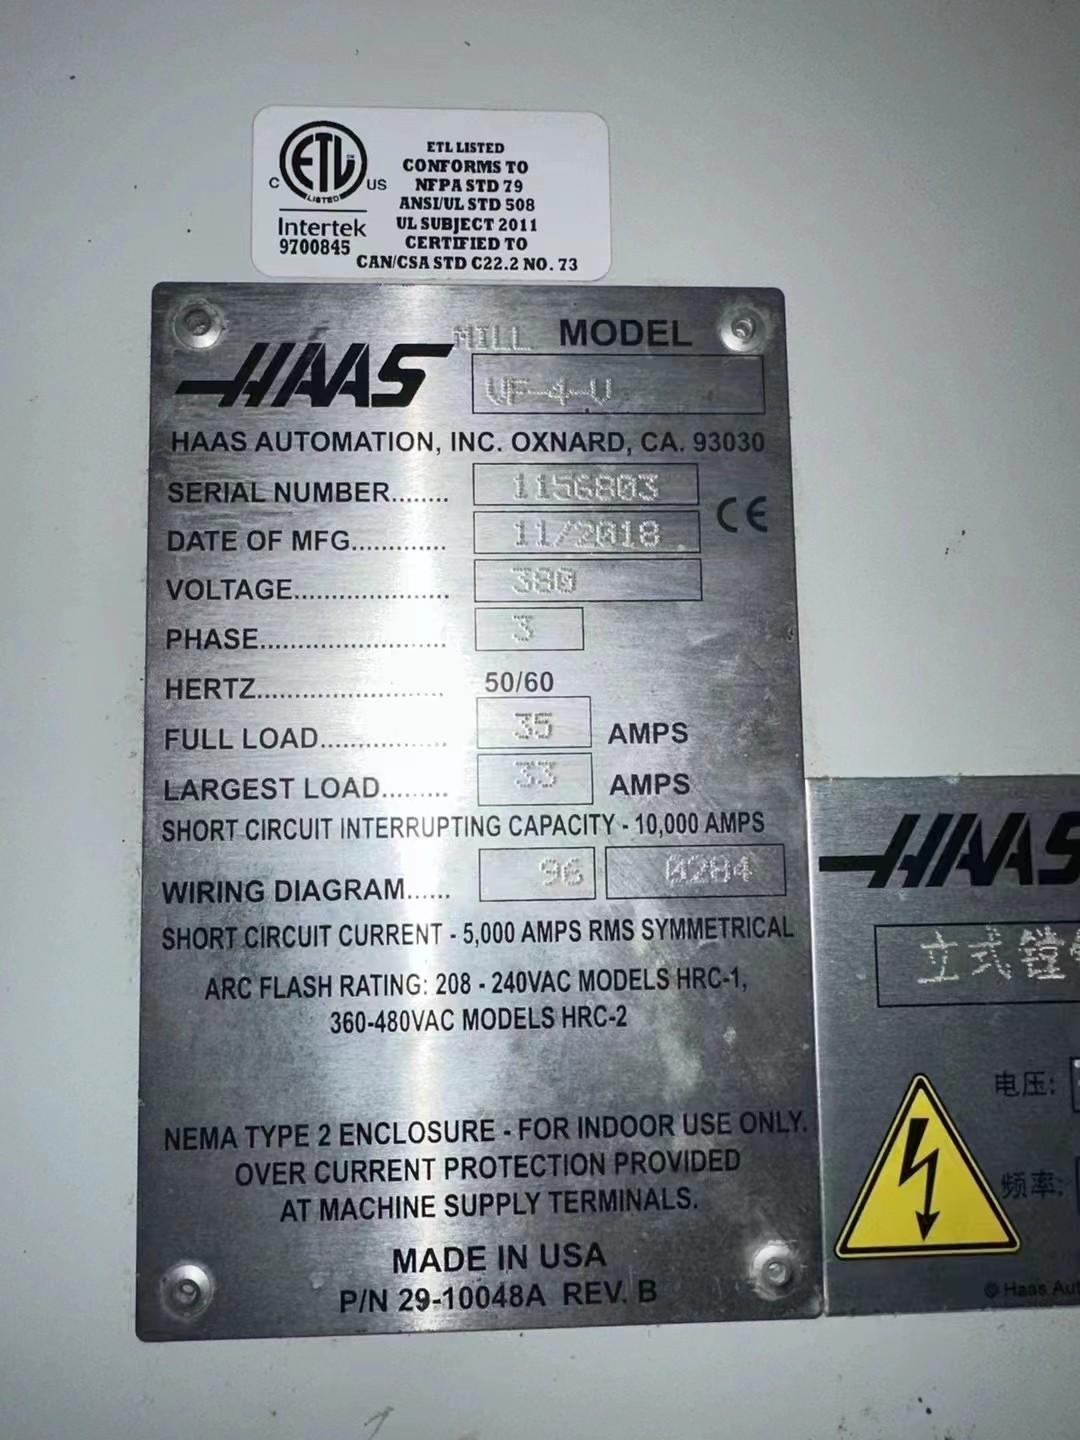 ETL LISTED
CONFORMS TO
NFPA STD 79
ANSI/UL STD 508
UL SUBJECT 2011
CERTIFIED TO
CAN/CSA STD C22.2 NO. 73
C ETL US
LISTED
Intertek
9700845
HAAS MILL MODEL
VF-4-V
HAAS AUTOMATION, INC. OXNARD, CA. 93030
SERIAL NUMBER........ 1156803
CE
DATE OF MFG............ 11/2018
VOLTAGE.................... 380
PHASE........................ 3
HERTZ........................ 50/60
FULL LOAD................ 35 AMPS
LARGEST LOAD......... 33 AMPS
SHORT CIRCUIT INTERRUPTING CAPACITY - 10,000 AMPS
WIRING DIAGRAM...... 96 0284
SHORT CIRCUIT CURRENT - 5,000 AMPS RMS SYMMETRICAL
ARC FLASH RATING: 208 - 240VAC MODELS HRC-1,
360-480VAC MODELS HRC-2
NEMA TYPE 2 ENCLOSURE - FOR INDOOR USE ONLY.
OVER CURRENT PROTECTION PROVIDED
AT MACHINE SUPPLY TERMINALS.
MADE IN USA
P/N 29-10048A REV. B
HAAS
立式镗
电压:
频率:
© Haas Aut